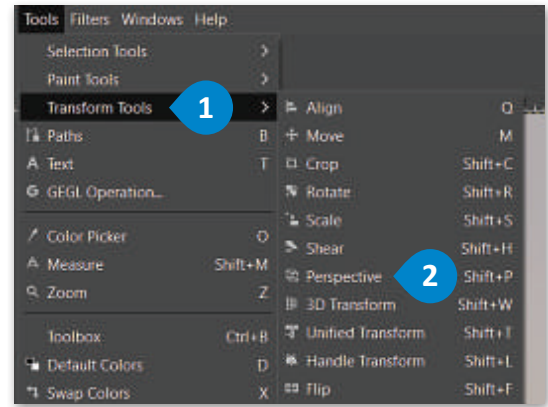 Tools Filters Windows Help
Selection Tools >
Paint Tools >
Transform Tools 1 >
Paths B
Text T
GEGL Operation...
Color Picker O
Measure Shift+M
Zoom Z
Toolbox Ctrl+B
Default Colors D
Swap Colors X
Align Q
Move M
Crop Shift+C
Rotate Shift+R
Scale Shift+S
Shear Shift+H
Perspective 2 Shift+P
3D Transform Shift+W
Unified Transform Shift+T
Handle Transform Shift+L
Flip Shift+F